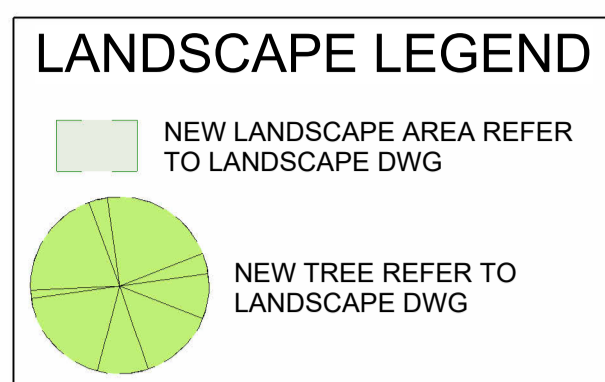 LANDSCAPE LEGEND
NEW LANDSCAPE AREA REFER
TO LANDSCAPE DWG
NEW TREE REFER TO
LANDSCAPE DWG